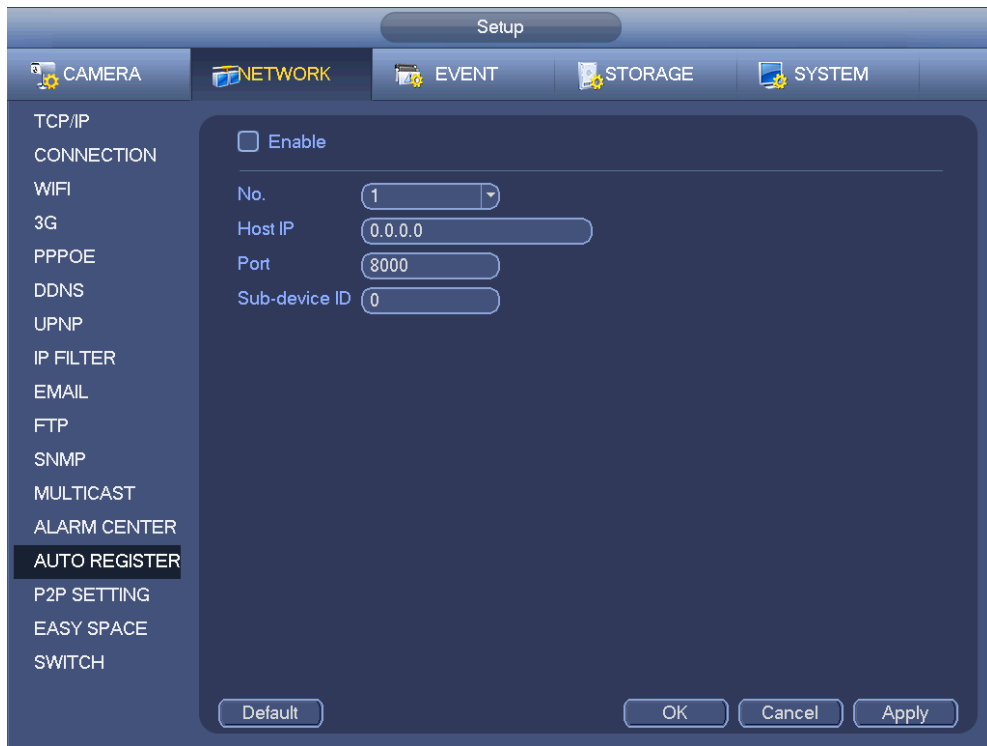 Setup
CAMERA NETWORK EVENT STORAGE SYSTEM
TCP/IP
CONNECTION
WIFI
3G
PPPOE
DDNS
UPNP
IP FILTER
EMAIL
FTP
SNMP
MULTICAST
ALARM CENTER
AUTO REGISTER
P2P SETTING
EASY SPACE
SWITCH
Enable
No. 1
Host IP 0.0.0.0
Port 8000
Sub-device ID 0
Default OK Cancel Apply